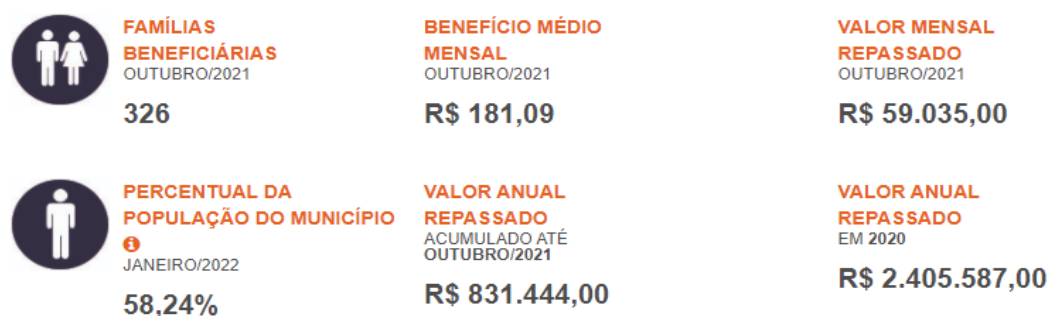 FAMÍLIAS
BENEFICIÁRIAS
OUTUBRO/2021
326
BENEFÍCIO MÉDIO
MENSAL
OUTUBRO/2021
R$ 181,09
VALOR MENSAL
REPASSADO
OUTUBRO/2021
R$ 59.035,00
PERCENTUAL DA
POPULAÇÃO DO MUNICÍPIO
i
JANEIRO/2022
58,24%
VALOR ANUAL
REPASSADO
ACUMULADO ATÉ
OUTUBRO/2021
R$ 831.444,00
VALOR ANUAL
REPASSADO
EM 2020
R$ 2.405.587,00